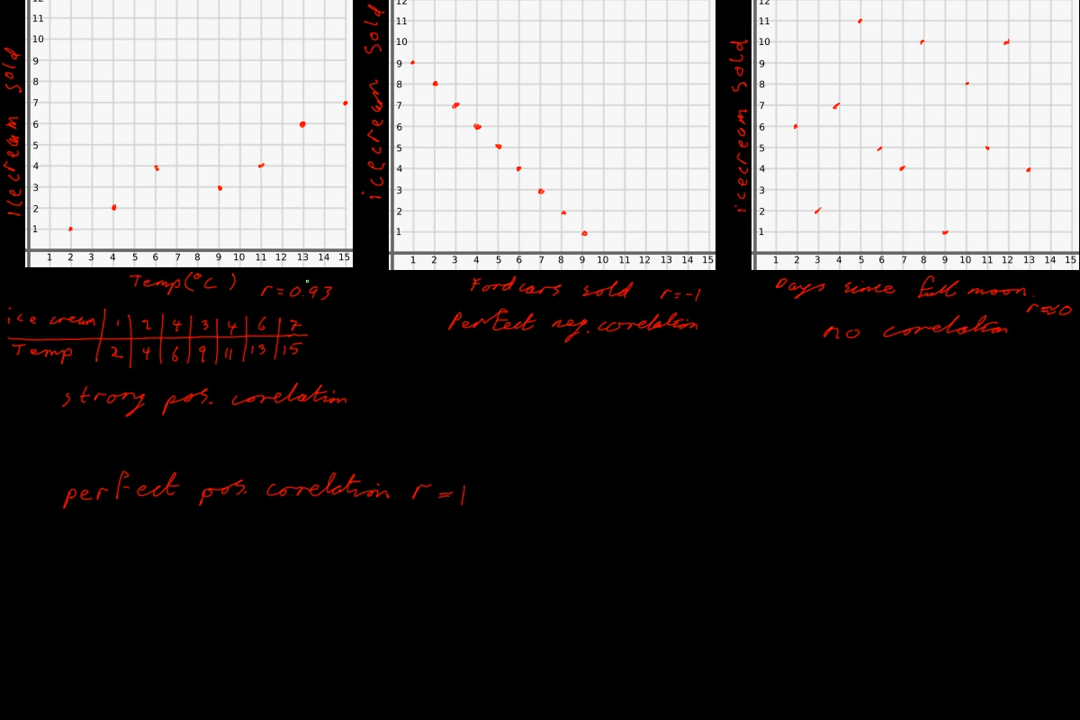 12
11
10
9
8
7
6
5
4
3
2
1
1 2 3 4 5 6 7 8 9 10 11 12 13 14 15
Icecream sold
Temp(°C)
r=0.93
ice cream 1 2 4 3 4 6 7
Temp 2 4 6 9 11 13 15
strong pos. corelation
12
11
10
9
8
7
6
5
4
3
2
1
1 2 3 4 5 6 7 8 9 10 11 12 13 14 15
icecream sold
Ford cars sold r=-1
Perfect neg. corelation
12
11
10
9
8
7
6
5
4
3
2
1
1 2 3 4 5 6 7 8 9 10 11 12 13 14 15
icecream sold
Days since full moon.
r≈0
no corelation
perfect pos. corelation r=1